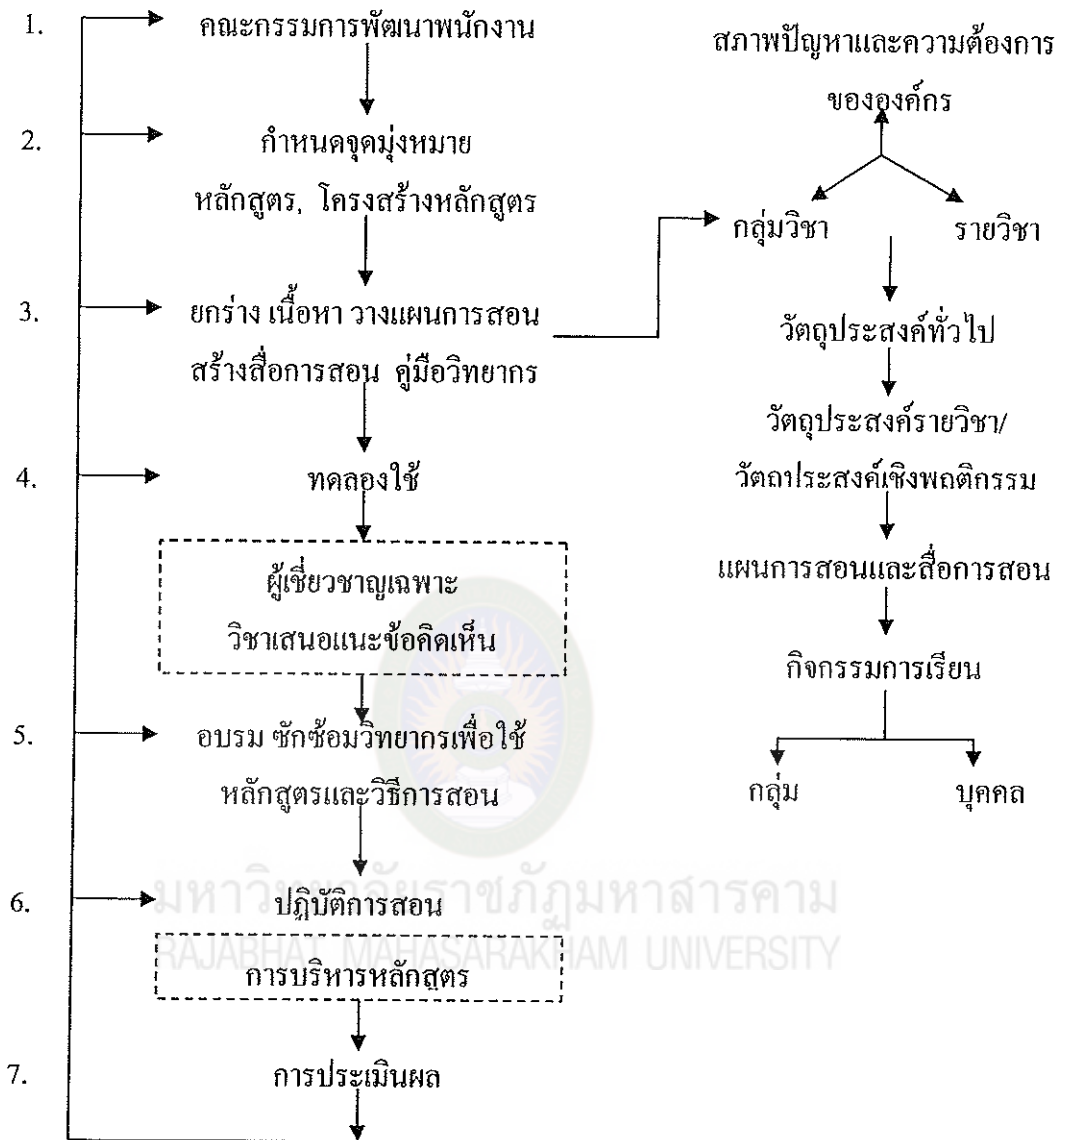 1.
คณะกรรมการพัฒนาพนักงาน
2.
กำหนดจุดมุ่งหมาย
หลักสูตร, โครงสร้างหลักสูตร
3.
ยกร่าง เนื้อหา วางแผนการสอน
สร้างสื่อการสอน คู่มือวิทยากร
4.
ทดลองใช้
ผู้เชี่ยวชาญเฉพาะ
วิชาเสนอแนะข้อคิดเห็น
5.
อบรม ซักซ้อมวิทยากรเพื่อใช้
หลักสูตรและวิธีการสอน
6.
ปฏิบัติการสอน
การบริหารหลักสูตร
7.
การประเมินผล
สภาพปัญหาและความต้องการ
ขององค์กร
กลุ่มวิชา
รายวิชา
วัตถุประสงค์ทั่วไป
วัตถุประสงค์รายวิชา/
วัตถุประสงค์เชิงพฤติกรรม
แผนการสอนและสื่อการสอน
กิจกรรมการเรียน
กลุ่ม
บุคคล
มหาวิทยาลัยราชภัฏมหาสารคาม
RAJABHAT MAHASARAKHAM UNIVERSITY